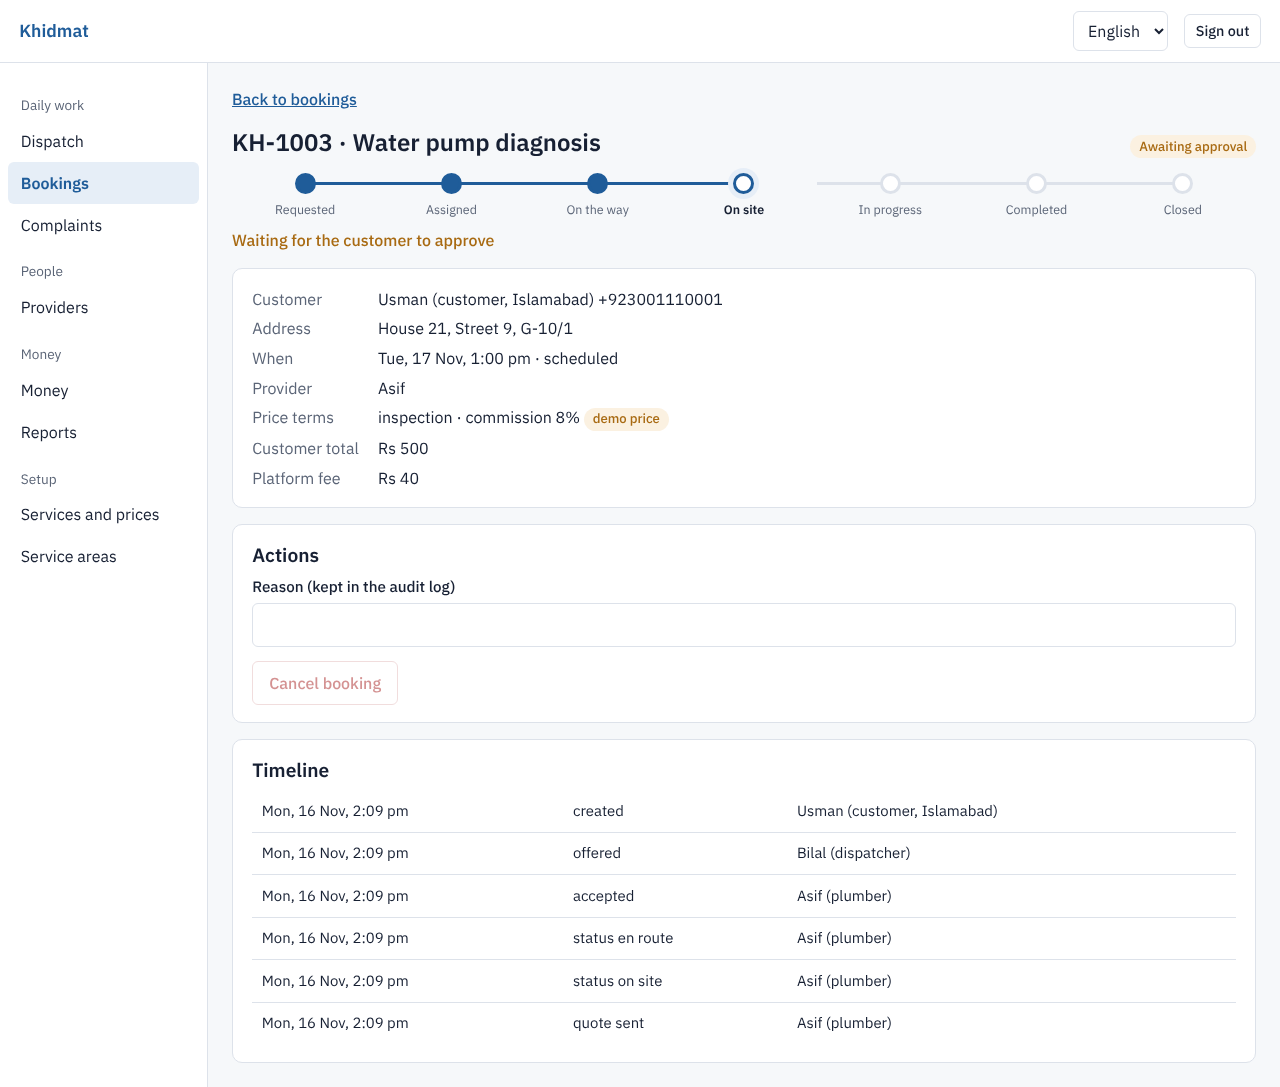 Khidmat
English
Sign out
Daily work
Dispatch
Bookings
Complaints
People
Providers
Money
Money
Reports
Setup
Services and prices
Service areas
Back to bookings
KH-1003 · Water pump diagnosis
Awaiting approval
Requested
Assigned
On the way
On site
In progress
Completed
Closed
Waiting for the customer to approve
Customer Usman (customer, Islamabad) +923001110001
Address House 21, Street 9, G-10/1
When Tue, 17 Nov, 1:00 pm · scheduled
Provider Asif
Price terms inspection · commission 8% demo price
Customer total Rs 500
Platform fee Rs 40
Actions
Reason (kept in the audit log)
Cancel booking
Timeline
Mon, 16 Nov, 2:09 pm created Usman (customer, Islamabad)
Mon, 16 Nov, 2:09 pm offered Bilal (dispatcher)
Mon, 16 Nov, 2:09 pm accepted Asif (plumber)
Mon, 16 Nov, 2:09 pm status en route Asif (plumber)
Mon, 16 Nov, 2:09 pm status on site Asif (plumber)
Mon, 16 Nov, 2:09 pm quote sent Asif (plumber)